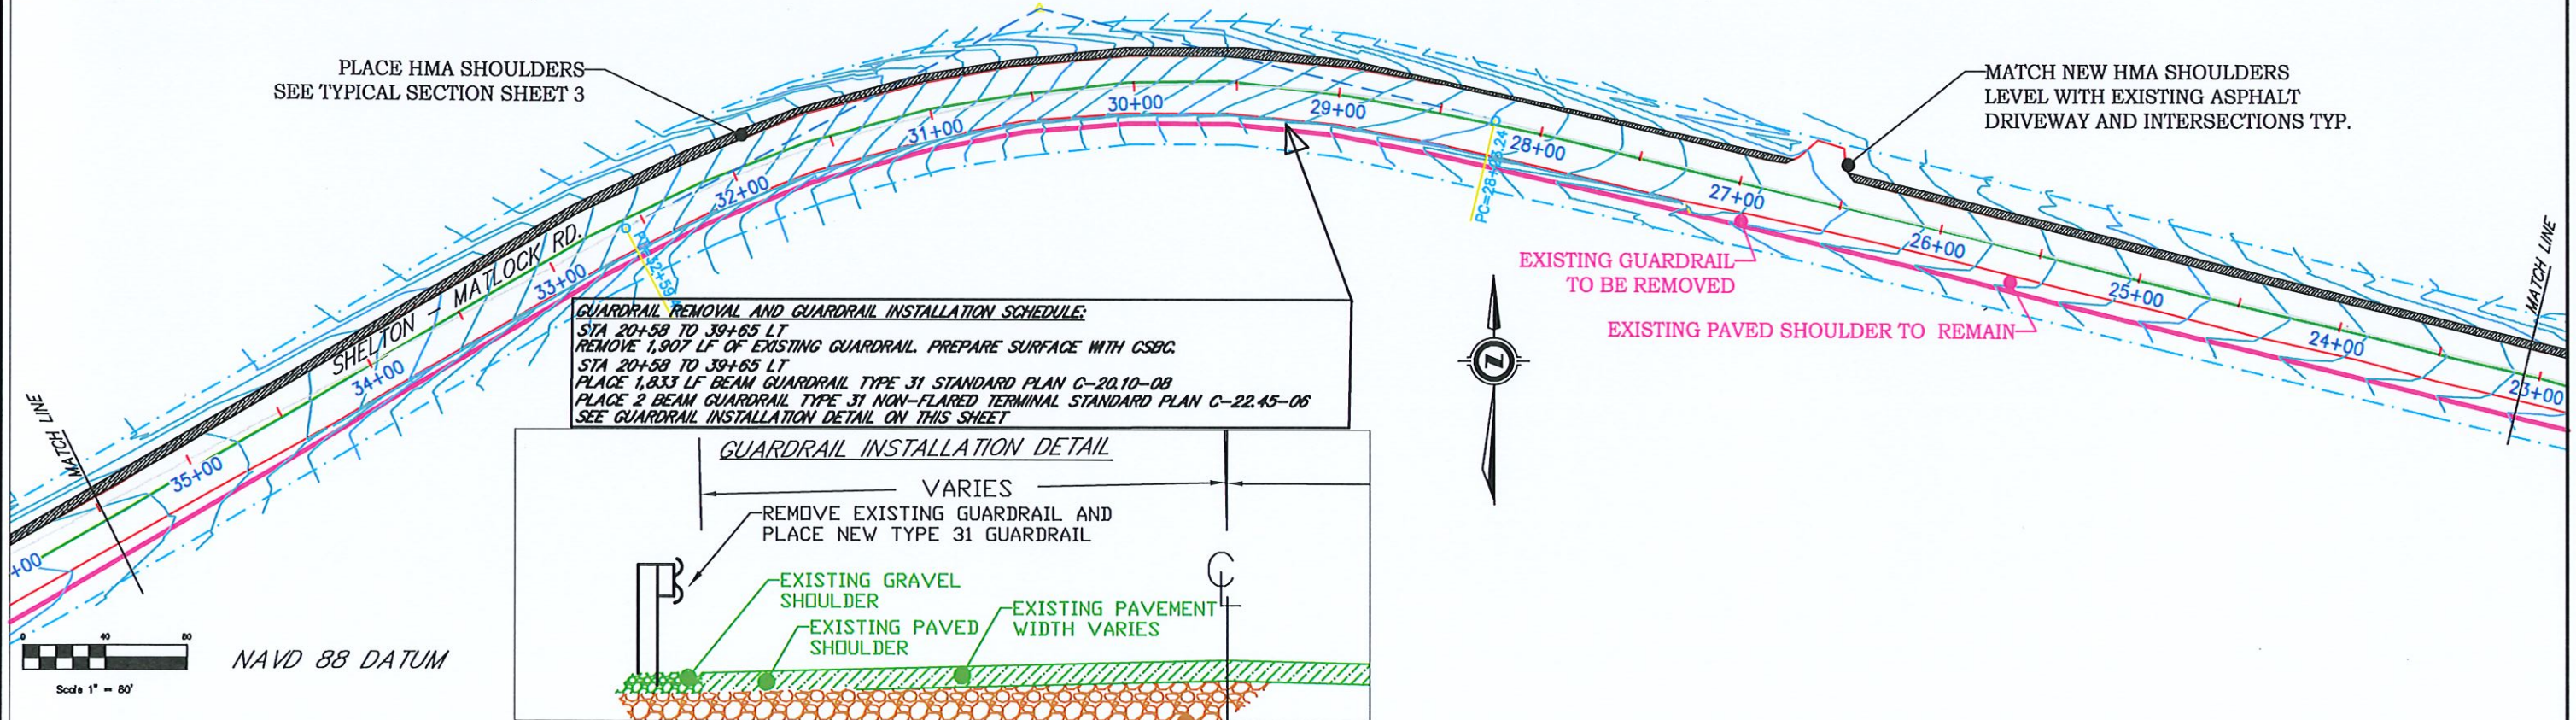 PLACE HMA SHOULDERS
SEE TYPICAL SECTION SHEET 3
MATCH NEW HMA SHOULDERS
LEVEL WITH EXISTING ASPHALT
DRIVEWAY AND INTERSECTIONS TYP.
30+00
29+00
31+00
28+00
32+00
27+00
33+00
26+00
34+00
25+00
35+00
24+00
23+00
+00
SHELTON - MATLOCK RD.
MATCH LINE
MATCH LINE
EXISTING GUARDRAIL
TO BE REMOVED
EXISTING PAVED SHOULDER TO REMAIN
GUARDRAIL REMOVAL AND GUARDRAIL INSTALLATION SCHEDULE:
STA 20+58 TO 39+65 LT
REMOVE 1,907 LF OF EXISTING GUARDRAIL. PREPARE SURFACE WITH CSBC.
STA 20+58 TO 39+65 LT
PLACE 1,833 LF BEAM GUARDRAIL TYPE 31 STANDARD PLAN C-20.10-08
PLACE 2 BEAM GUARDRAIL TYPE 31 NON-FLARED TERMINAL STANDARD PLAN C-22.45-06
SEE GUARDRAIL INSTALLATION DETAIL ON THIS SHEET
GUARDRAIL INSTALLATION DETAIL
VARIES
REMOVE EXISTING GUARDRAIL AND
PLACE NEW TYPE 31 GUARDRAIL
EXISTING GRAVEL
SHOULDER
EXISTING PAVED
SHOULDER
EXISTING PAVEMENT
WIDTH VARIES
N
0 40 80
Scale 1" = 80'
NAVD 88 DATUM